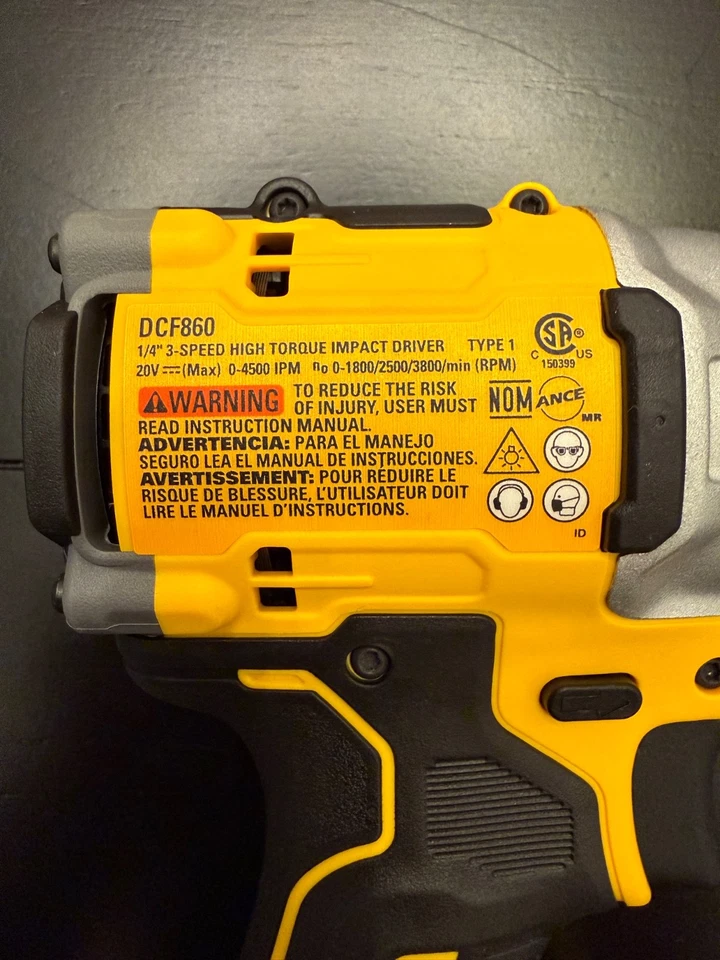 DCF860
1/4" 3-SPEED HIGH TORQUE IMPACT DRIVER TYPE 1
20V ⎓ (Max) 0-4500 IPM n₀ 0-1800/2500/3800/min (RPM)
⚠WARNING TO REDUCE THE RISK
OF INJURY, USER MUST
READ INSTRUCTION MANUAL.
ADVERTENCIA: PARA EL MANEJO
SEGURO LEA EL MANUAL DE INSTRUCCIONES.
AVERTISSEMENT: POUR RÉDUIRE LE
RISQUE DE BLESSURE, L'UTILISATEUR DOIT
LIRE LE MANUEL D'INSTRUCTIONS.
SA ®
C US
150399
NOM ANCE
MR
ID